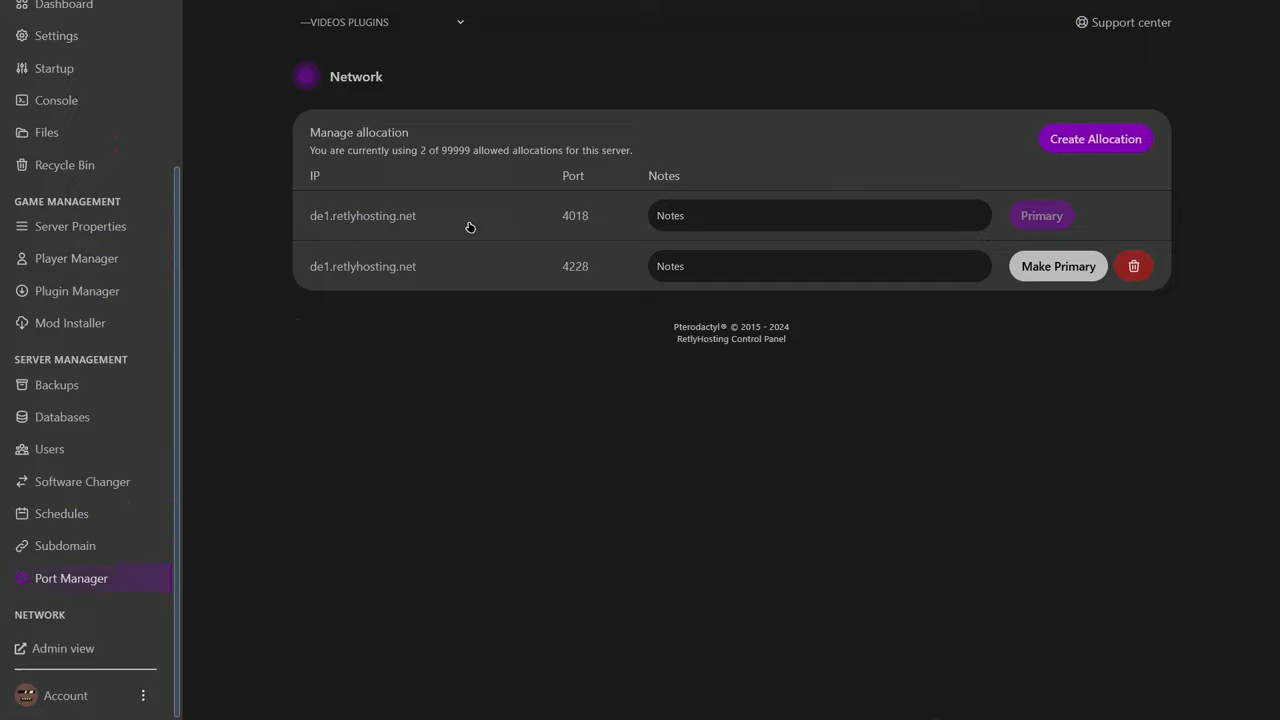 Dashboard
Settings
Startup
Console
Files
Recycle Bin
GAME MANAGEMENT
Server Properties
Player Manager
Plugin Manager
Mod Installer
SERVER MANAGEMENT
Backups
Databases
Users
Software Changer
Schedules
Subdomain
Port Manager
NETWORK
Admin view
Account
—VIDEOS PLUGINS
Support center
Network
Manage allocation
You are currently using 2 of 99999 allowed allocations for this server.
Create Allocation
IP Port Notes
de1.retlyhosting.net 4018 Notes Primary
de1.retlyhosting.net 4228 Notes Make Primary
Pterodactyl® © 2015 - 2024
RetlyHosting Control Panel